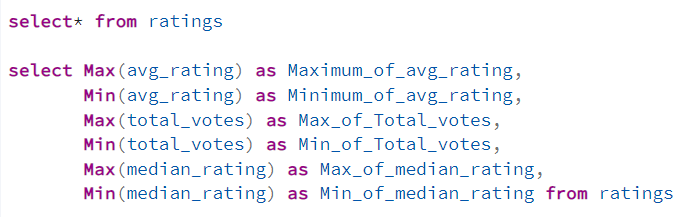 select* from ratings
select Max(avg_rating) as Maximum_of_avg_rating,
Min(avg_rating) as Minimum_of_avg_rating,
Max(total_votes) as Max_of_Total_votes,
Min(total_votes) as Min_of_Total_votes,
Max(median_rating) as Max_of_median_rating,
Min(median_rating) as Min_of_median_rating from ratings